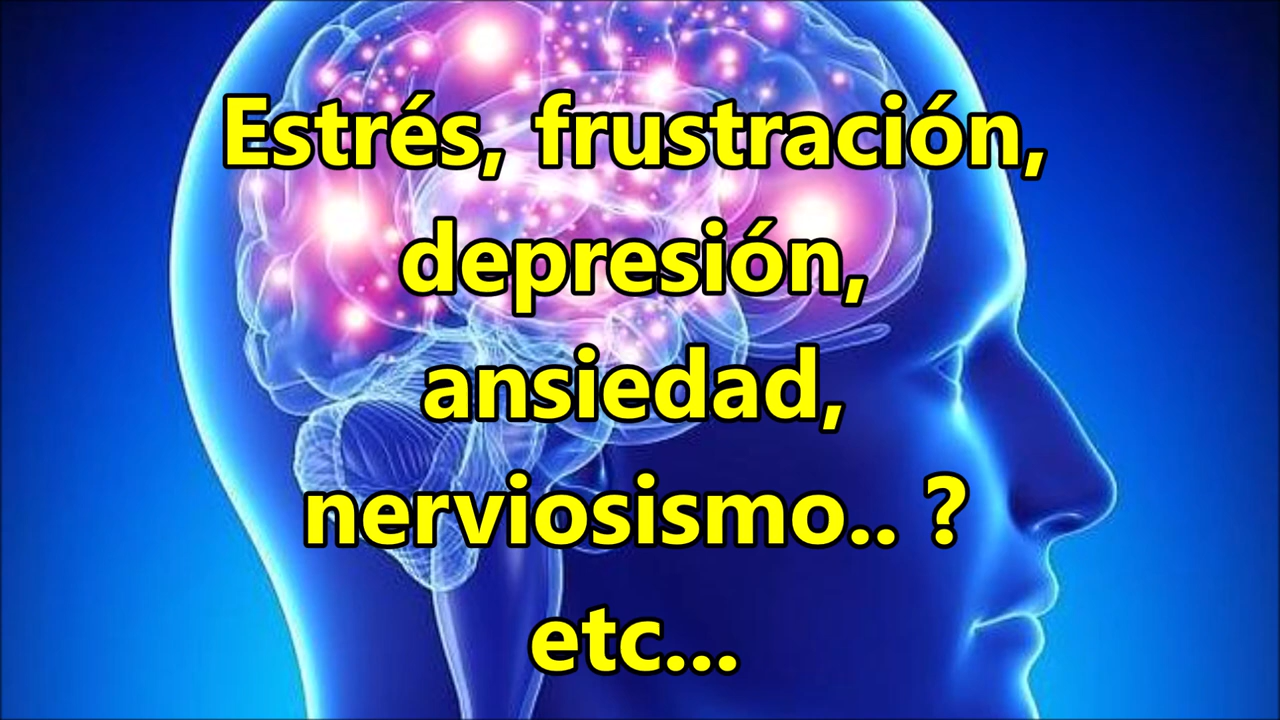 Estrés, frustración,
depresión,
ansiedad,
nerviosismo.. ?
etc...